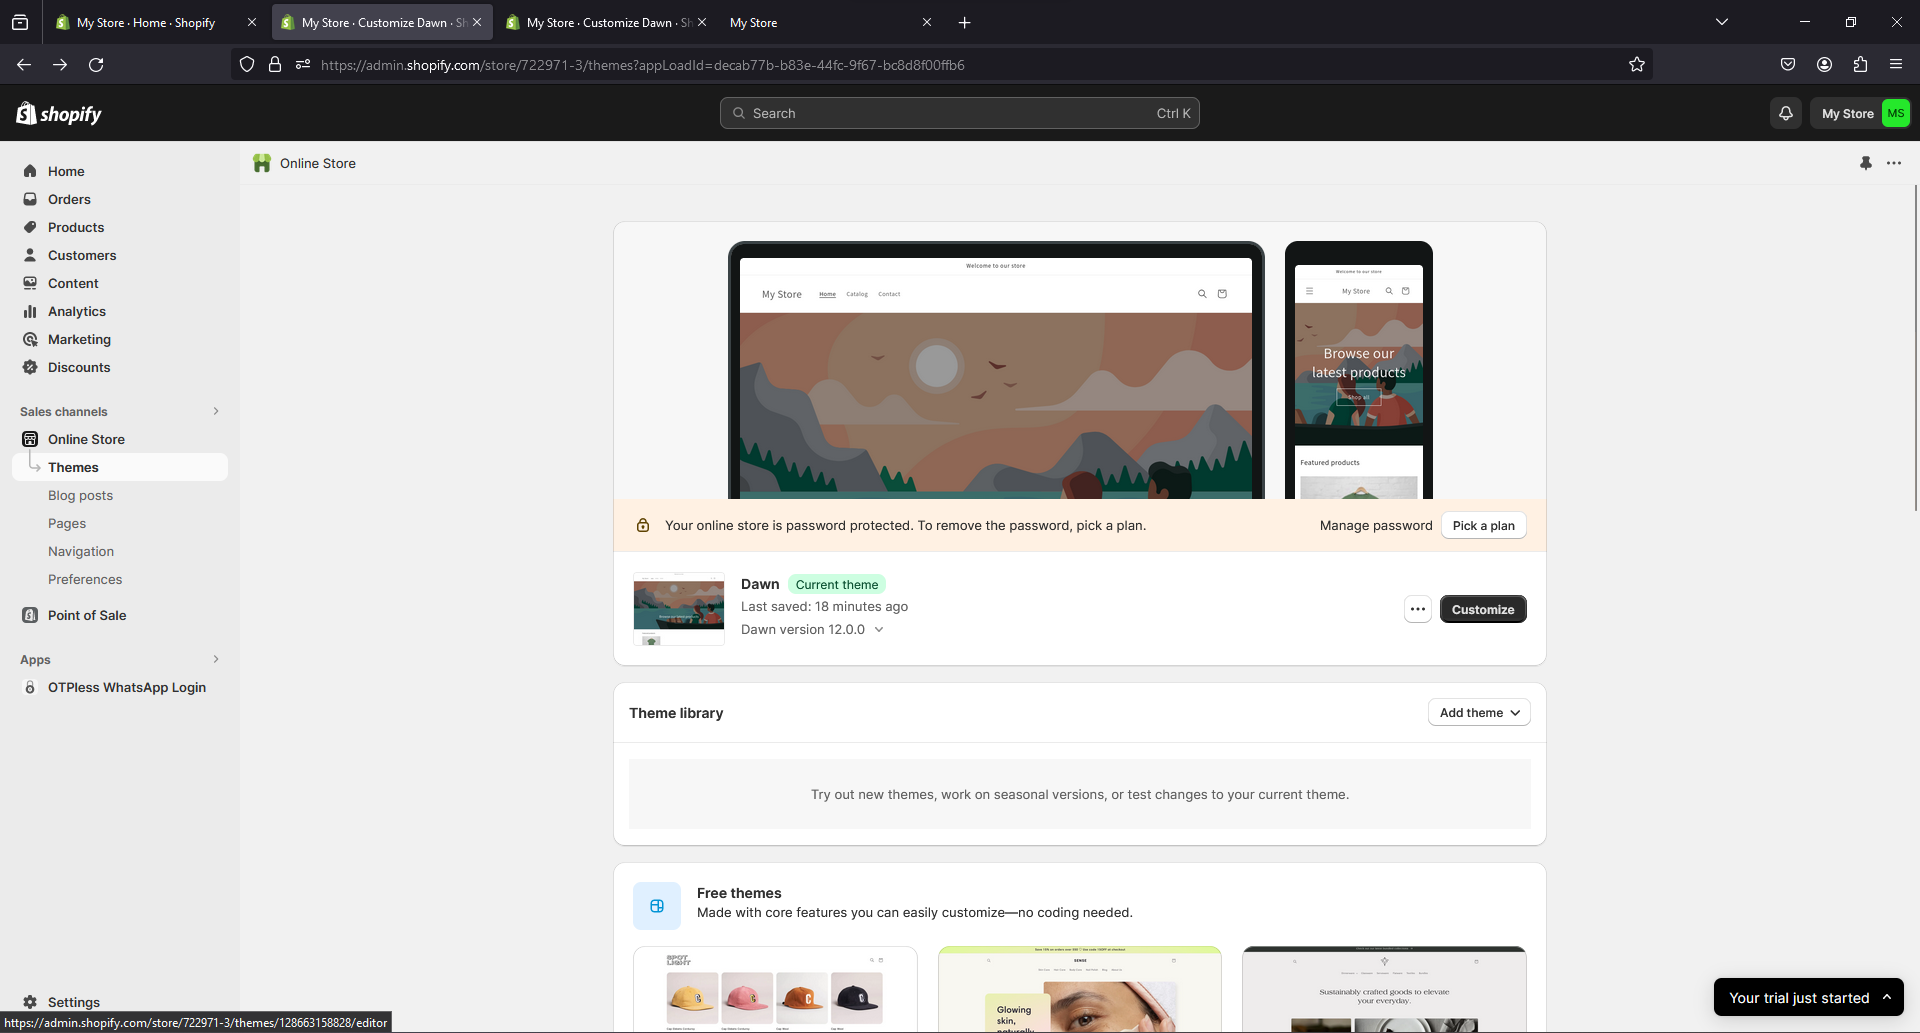 My Store · Home · Shopify
My Store · Customize Dawn · Sh
My Store · Customize Dawn · Sh
My Store
https://admin.shopify.com/store/722971-3/themes?appLoadId=decab77b-b83e-44fc-9f67-bc8d8f00ffb6
shopify
Search
Ctrl K
My Store
MS
Home
Orders
Products
Customers
Content
Analytics
Marketing
Discounts
Sales channels
Online Store
Themes
Blog posts
Pages
Navigation
Preferences
Point of Sale
Apps
OTPless WhatsApp Login
Settings
https://admin.shopify.com/store/722971-3/themes/128663158828/editor
Online Store
Welcome to our store
My Store
Home
Catalog
Contact
Welcome to our store
My Store
Browse our
latest products
Shop all
Featured products
Your online store is password protected. To remove the password, pick a plan.
Manage password
Pick a plan
Dawn
Current theme
Last saved: 18 minutes ago
Dawn version 12.0.0
Customize
Theme library
Add theme
Try out new themes, work on seasonal versions, or test changes to your current theme.
Free themes
Made with core features you can easily customize—no coding needed.
SPOT
LIGHT
SENSE
Glowing
skin,
naturally
Sustainably crafted goods to elevate
your everyday.
Your trial just started